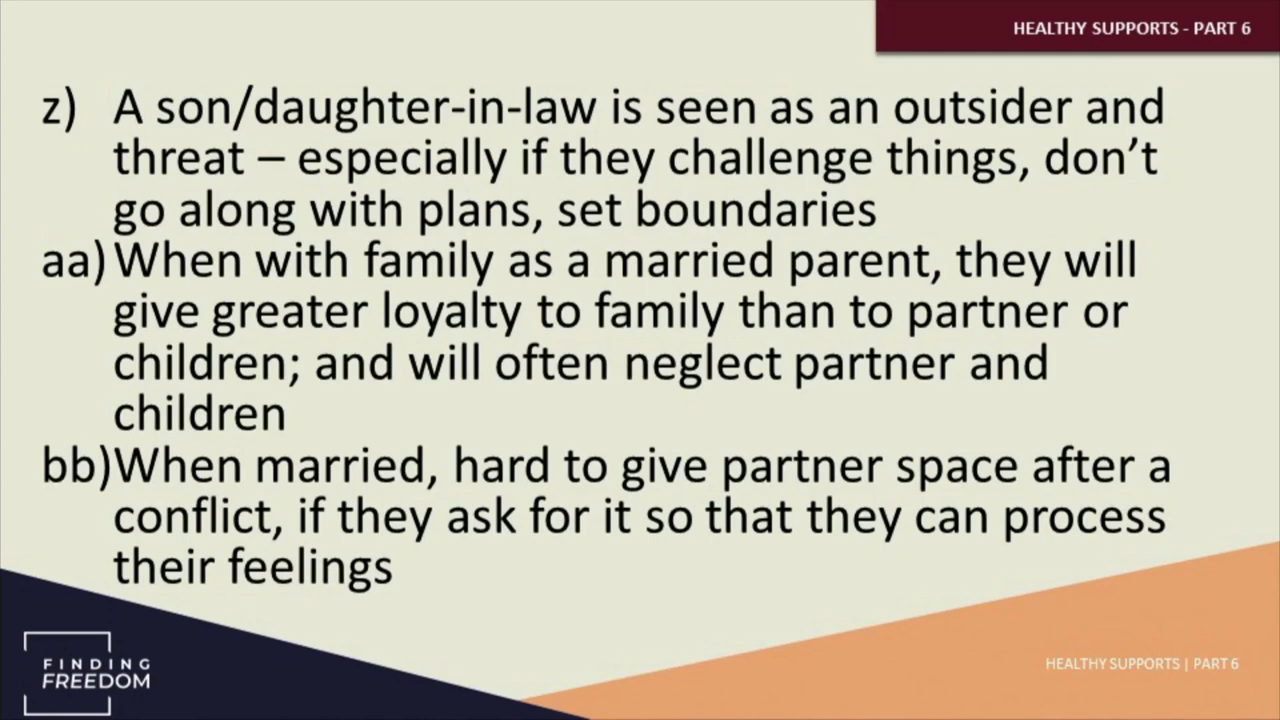 HEALTHY SUPPORTS - PART 6
z) A son/daughter-in-law is seen as an outsider and
threat – especially if they challenge things, don’t
go along with plans, set boundaries
aa) When with family as a married parent, they will
give greater loyalty to family than to partner or
children; and will often neglect partner and
children
bb) When married, hard to give partner space after a
conflict, if they ask for it so that they can process
their feelings
FINDING
FREEDOM
HEALTHY SUPPORTS | PART 6